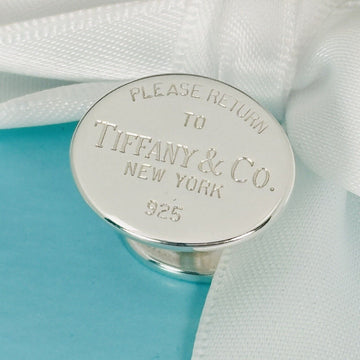 PLEASE RETURN
TO
TIFFANY & CO.
NEW YORK
925